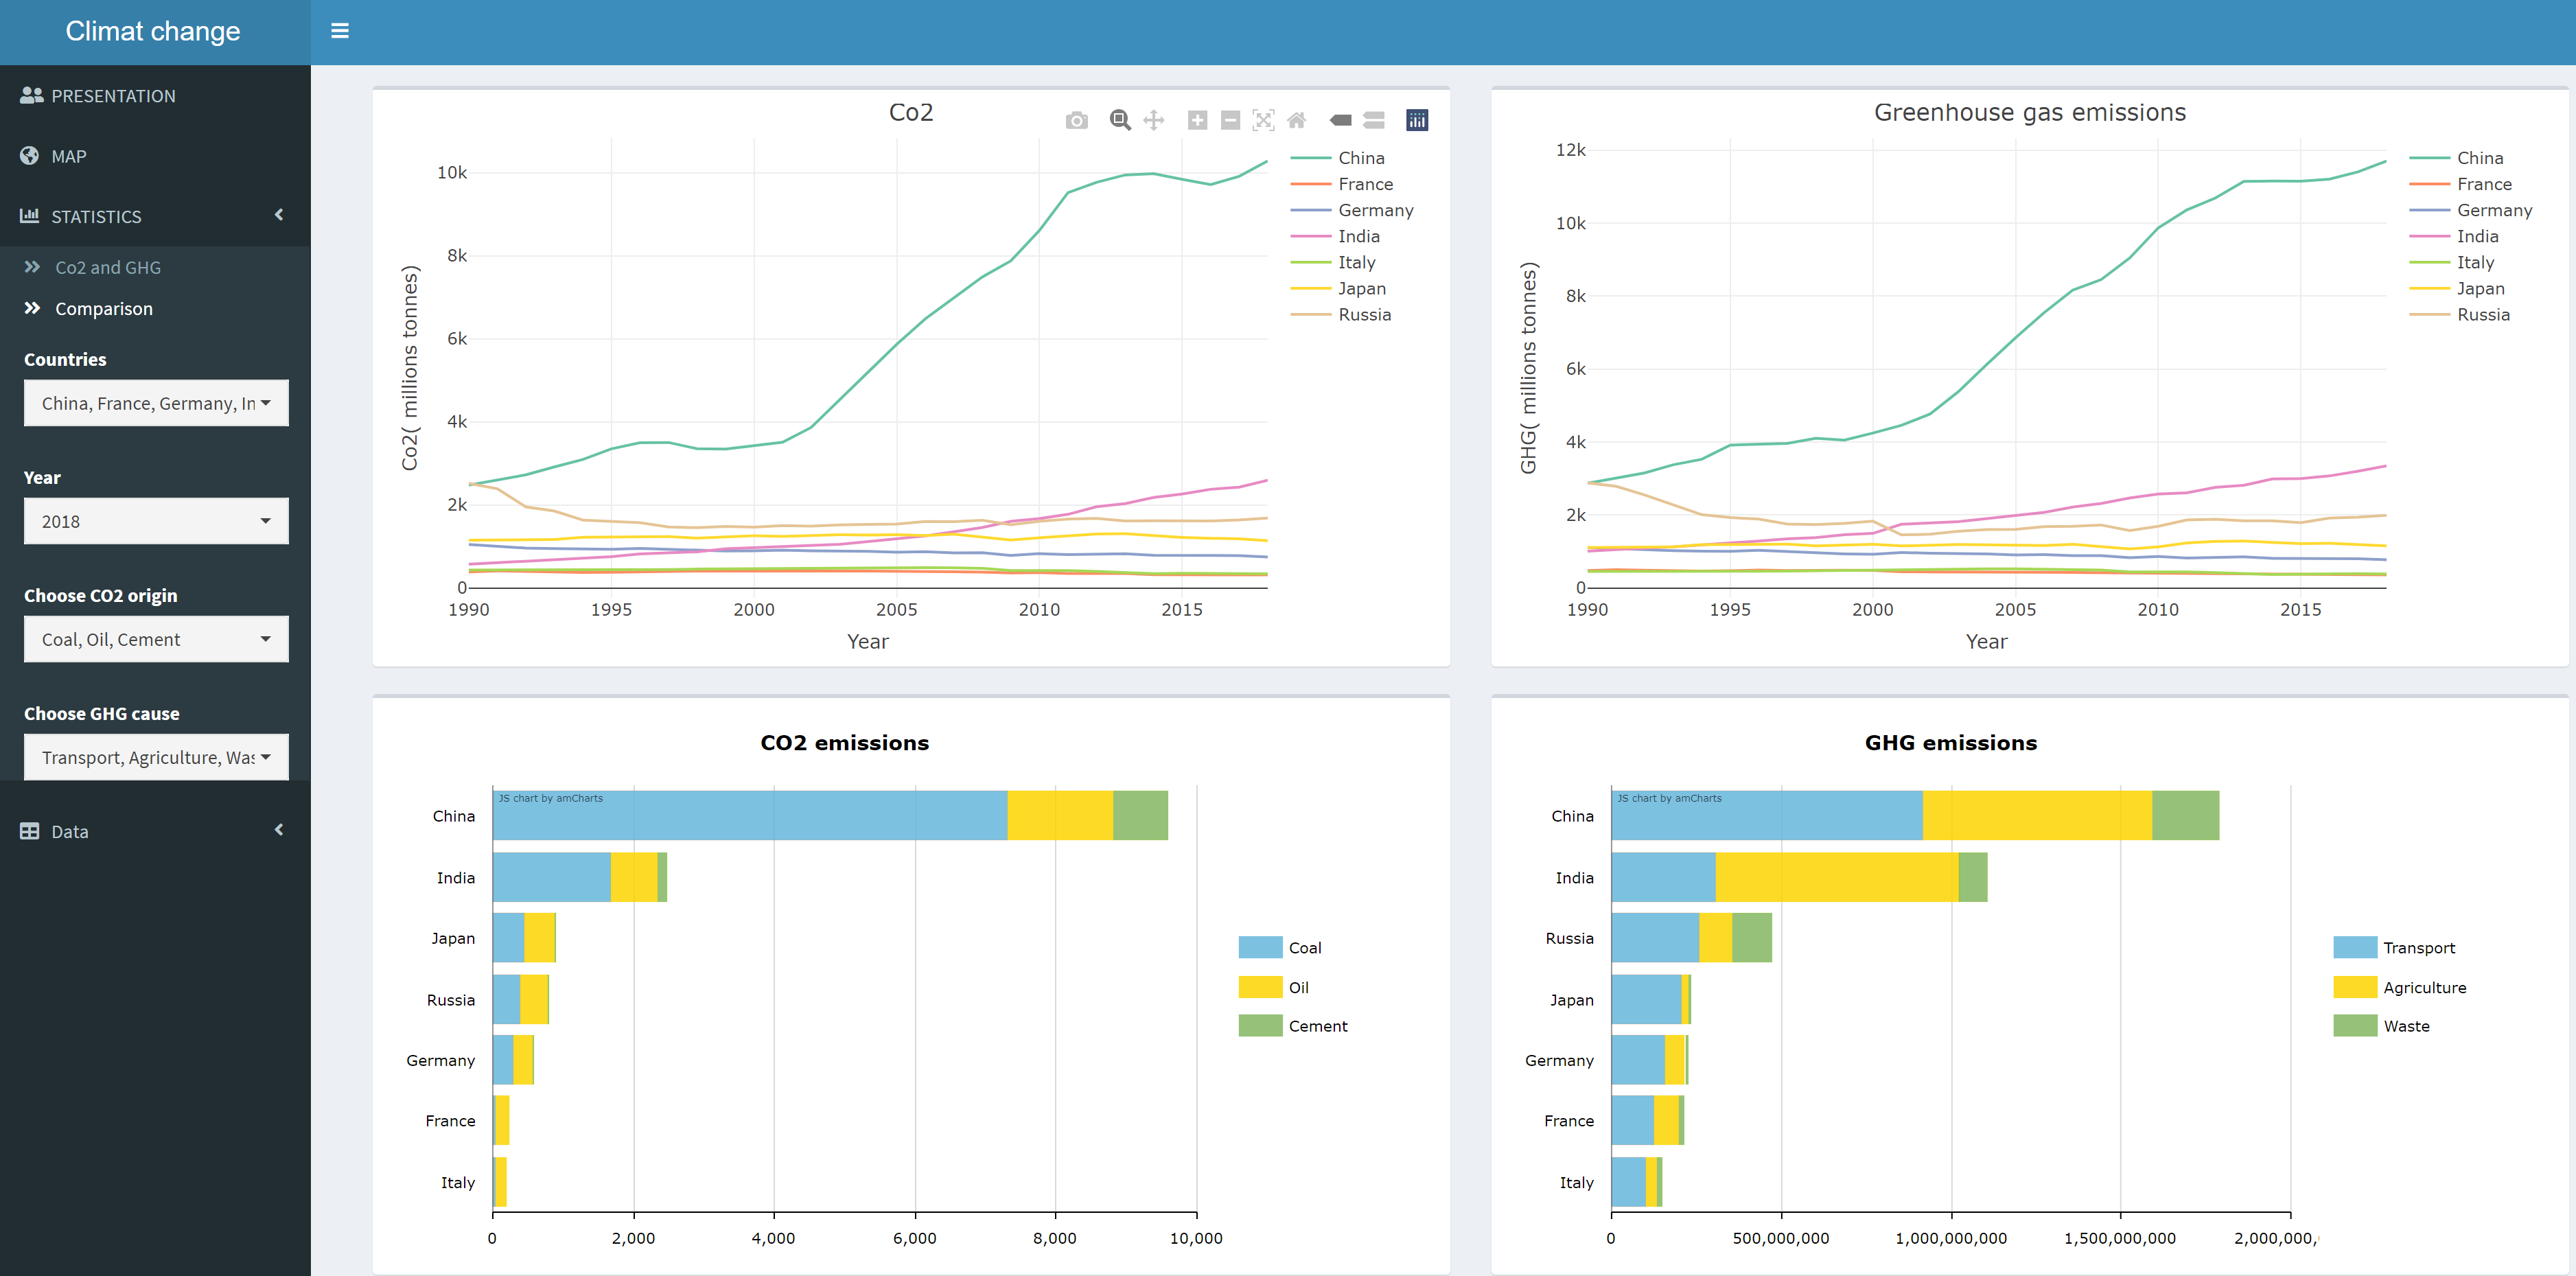 Climat change
PRESENTATION
MAP
STATISTICS
Co2 and GHG
Comparison
Countries
China, France, Germany, In
Year
2018
Choose CO2 origin
Coal, Oil, Cement
Choose GHG cause
Transport, Agriculture, Was
Data
Co2
10k
8k
6k
4k
2k
0
Co2( millions tonnes)
1990 1995 2000 2005 2010 2015
Year
China
France
Germany
India
Italy
Japan
Russia
Greenhouse gas emissions
12k
10k
8k
6k
4k
2k
0
GHG( millions tonnes)
1990 1995 2000 2005 2010 2015
Year
China
France
Germany
India
Italy
Japan
Russia
CO2 emissions
JS chart by amCharts
China
India
Japan
Russia
Germany
France
Italy
0 2,000 4,000 6,000 8,000 10,000
Coal
Oil
Cement
GHG emissions
JS chart by amCharts
China
India
Russia
Japan
Germany
France
Italy
0 500,000,000 1,000,000,000 1,500,000,000 2,000,000,
Transport
Agriculture
Waste